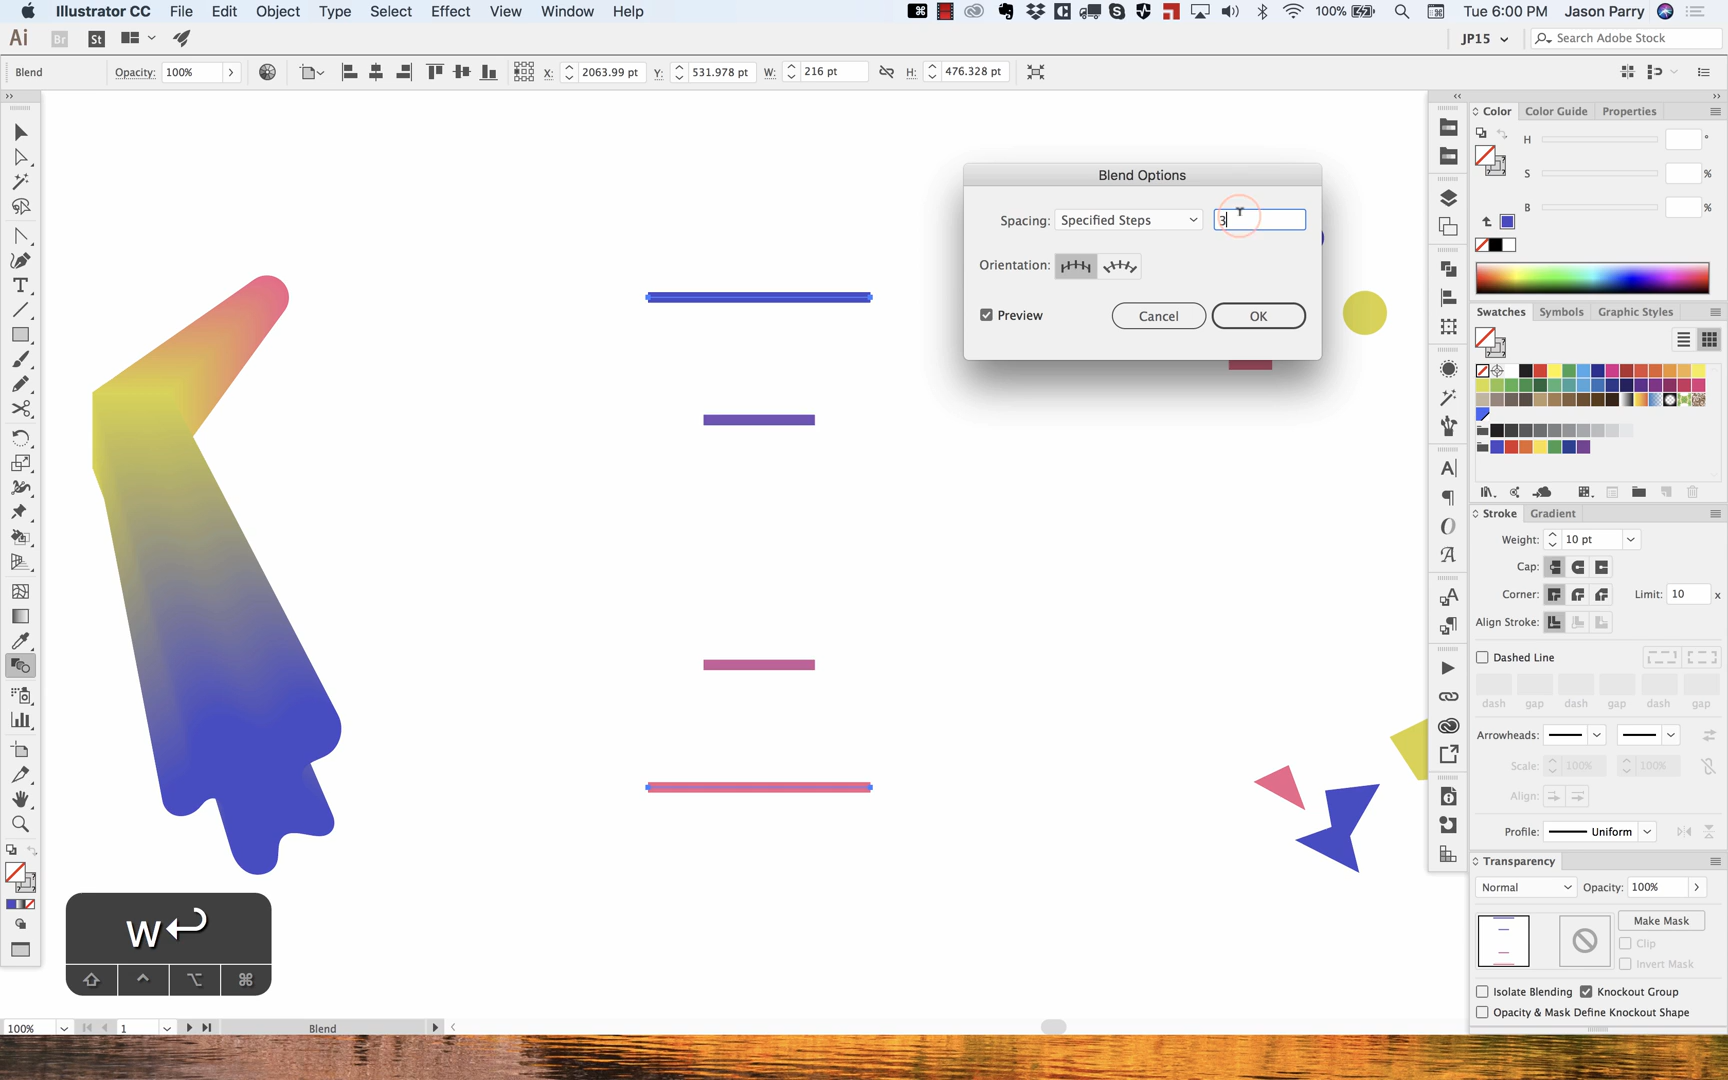 Illustrator CC File Edit Object Type Select Effect View Window Help 100% Tue 6:00 PM Jason Parry
Ai Br St JP15 Search Adobe Stock
Blend Opacity: 100% X: 2063.99 pt Y: 531.978 pt W: 216 pt H: 476.328 pt
Color Color Guide Properties
H °
S %
B %
Blend Options
Spacing: Specified Steps 3
Orientation:
Preview Cancel OK
Swatches Symbols Graphic Styles
Stroke Gradient
Weight: 10 pt
Cap:
Corner: Limit: 10 x
Align Stroke:
Dashed Line
dash gap dash gap dash gap
Arrowheads:
Scale: 100% 100%
Align:
Profile: Uniform
Transparency
Normal Opacity: 100%
Make Mask
Clip
Invert Mask
Isolate Blending Knockout Group
Opacity & Mask Define Knockout Shape
w
100% 1 Blend